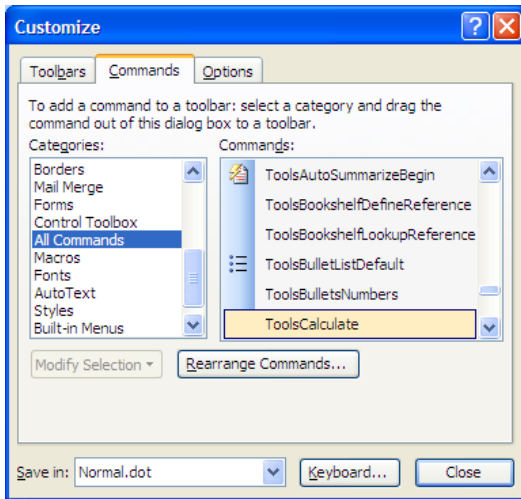 Customize
Toolbars Commands Options
To add a command to a toolbar: select a category and drag the
command out of this dialog box to a toolbar.
Categories: Commands:
Borders
Mail Merge
Forms
Control Toolbox
All Commands
Macros
Fonts
AutoText
Styles
Built-in Menus
ToolsAutoSummarizeBegin
ToolsBookshelfDefineReference
ToolsBookshelfLookupReference
ToolsBulletListDefault
ToolsBulletsNumbers
ToolsCalculate
Modify Selection Rearrange Commands...
Save in: Normal.dot Keyboard... Close